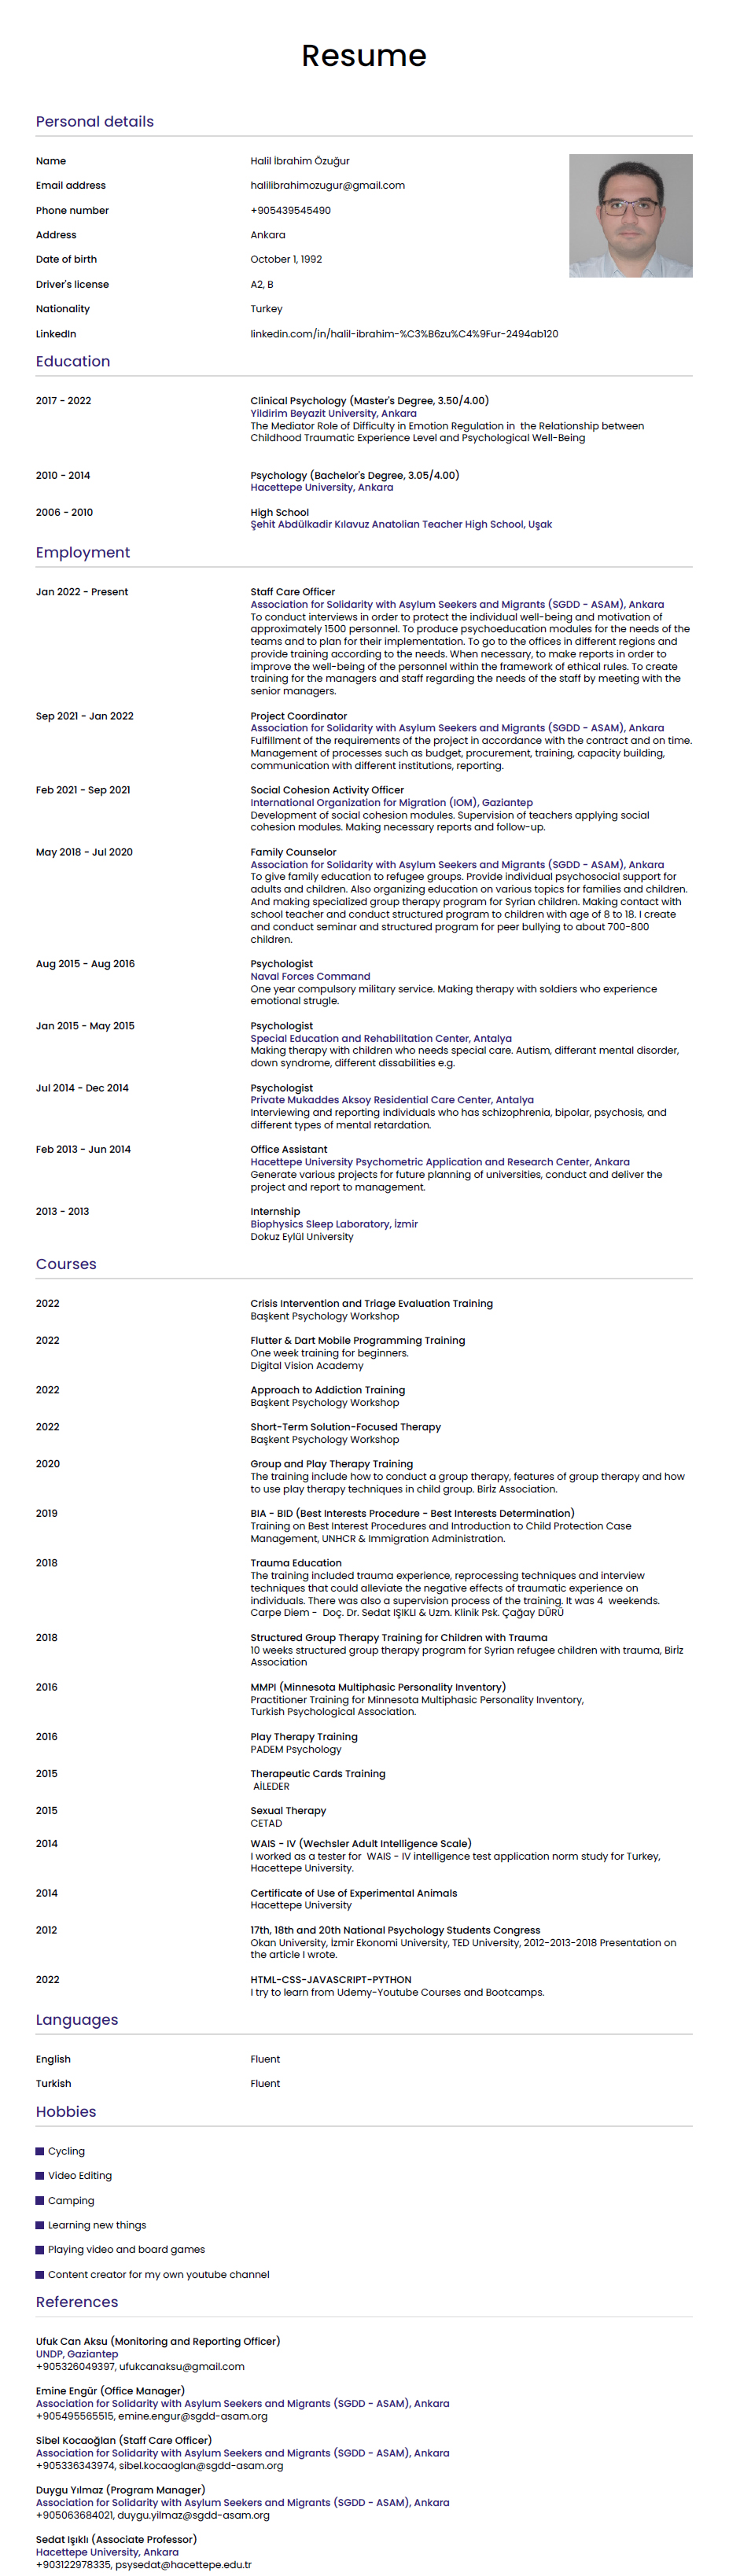 Resume
Personal details
Name
Halil İbrahim Özuğur
Email address
halilibrahimozugur@gmail.com
Phone number
+905439545490
Address
Ankara
Date of birth
October 1, 1992
Driver's license
A2, B
Nationality
Turkey
LinkedIn
linkedin.com/in/halil-ibrahim-%C3%B6zu%C4%9Fur-2494ab120
Education
2017 - 2022
Clinical Psychology (Master's Degree, 3.50/4.00)
Yildirim Beyazit University, Ankara
The Mediator Role of Difficulty in Emotion Regulation in the Relationship between
Childhood Traumatic Experience Level and Psychological Well-Being
2010 - 2014
Psychology (Bachelor's Degree, 3.05/4.00)
Hacettepe University, Ankara
2006 - 2010
High School
Şehit Abdülkadir Kılavuz Anatolian Teacher High School, Uşak
Employment
Jan 2022 - Present
Staff Care Officer
Association for Solidarity with Asylum Seekers and Migrants (SGDD - ASAM), Ankara
To conduct interviews in order to protect the individual well-being and motivation of
approximately 1500 personnel. To produce psychoeducation modules for the needs of the
teams and to plan for their implementation. To go to the offices in different regions and
provide training according to the needs. When necessary, to make reports in order to
improve the well-being of the personnel within the framework of ethical rules. To create
training for the managers and staff regarding the needs of the staff by meeting with the
senior managers.
Sep 2021 - Jan 2022
Project Coordinator
Association for Solidarity with Asylum Seekers and Migrants (SGDD - ASAM), Ankara
Fulfillment of the requirements of the project in accordance with the contract and on time.
Management of processes such as budget, procurement, training, capacity building,
communication with different institutions, reporting.
Feb 2021 - Sep 2021
Social Cohesion Activity Officer
International Organization for Migration (IOM), Gaziantep
Development of social cohesion modules. Supervision of teachers applying social
cohesion modules. Making necessary reports and follow-up.
May 2018 - Jul 2020
Family Counselor
Association for Solidarity with Asylum Seekers and Migrants (SGDD - ASAM), Ankara
To give family education to refugee groups. Provide individual psychosocial support for
adults and children. Also organizing education on various topics for families and children.
And making specialized group therapy program for Syrian children. Making contact with
school teacher and conduct structured program to children with age of 8 to 18. I create
and conduct seminar and structured program for peer bullying to about 700-800
children.
Aug 2015 - Aug 2016
Psychologist
Naval Forces Command
One year compulsory military service. Making therapy with soldiers who experience
emotional strugle.
Jan 2015 - May 2015
Psychologist
Special Education and Rehabilitation Center, Antalya
Making therapy with children who needs special care. Autism, differant mental disorder,
down syndrome, different dissabilities e.g.
Jul 2014 - Dec 2014
Psychologist
Private Mukaddes Aksoy Residential Care Center, Antalya
Interviewing and reporting individuals who has schizophrenia, bipolar, psychosis, and
different types of mental retardation.
Feb 2013 - Jun 2014
Office Assistant
Hacettepe University Psychometric Application and Research Center, Ankara
Generate various projects for future planning of universities, conduct and deliver the
project and report to management.
2013 - 2013
Internship
Biophysics Sleep Laboratory, İzmir
Dokuz Eylül University
Courses
2022
Crisis Intervention and Triage Evaluation Training
Başkent Psychology Workshop
2022
Flutter & Dart Mobile Programming Training
One week training for beginners.
Digital Vision Academy
2022
Approach to Addiction Training
Başkent Psychology Workshop
2022
Short-Term Solution-Focused Therapy
Başkent Psychology Workshop
2020
Group and Play Therapy Training
The training include how to conduct a group therapy, features of group therapy and how
to use play therapy techniques in child group. Biriz Association.
2019
BIA - BID (Best Interests Procedure - Best Interests Determination)
Training on Best Interest Procedures and Introduction to Child Protection Case
Management, UNHCR & Immigration Administration.
2018
Trauma Education
The training included trauma experience, reprocessing techniques and interview
techniques that could alleviate the negative effects of traumatic experience on
individuals. There was also a supervision process of the training. It was 4 weekends.
Carpe Diem - Doç. Dr. Sedat IŞIKLI & Uzm. Klinik Psk. Çağay DÜRÜ
2018
Structured Group Therapy Training for Children with Trauma
10 weeks structured group therapy program for Syrian refugee children with trauma, Biriz
Association
2016
MMPI (Minnesota Multiphasic Personality Inventory)
Practitioner Training for Minnesota Multiphasic Personality Inventory,
Turkish Psychological Association.
2016
Play Therapy Training
PADEM Psychology
2015
Therapeutic Cards Training
AİLEDER
2015
Sexual Therapy
CETAD
2014
WAIS - IV (Wechsler Adult Intelligence Scale)
I worked as a tester for WAIS - IV intelligence test application norm study for Turkey,
Hacettepe University.
2014
Certificate of Use of Experimental Animals
Hacettepe University
2012
17th, 18th and 20th National Psychology Students Congress
Okan University, İzmir Ekonomi University, TED University, 2012-2013-2018 Presentation on
the article I wrote.
2022
HTML-CSS-JAVASCRIPT-PYTHON
I try to learn from Udemy-Youtube Courses and Bootcamps.
Languages
English
Fluent
Turkish
Fluent
Hobbies
Cycling
Video Editing
Camping
Learning new things
Playing video and board games
Content creator for my own youtube channel
References
Ufuk Can Aksu (Monitoring and Reporting Officer)
UNDP, Gaziantep
+905326049397, ufukcanaksu@gmail.com
Emine Engür (Office Manager)
Association for Solidarity with Asylum Seekers and Migrants (SGDD - ASAM), Ankara
+905495565515, emine.engur@sgdd-asam.org
Sibel Kocaoğlan (Staff Care Officer)
Association for Solidarity with Asylum Seekers and Migrants (SGDD - ASAM), Ankara
+905336343974, sibel.kocaoglan@sgdd-asam.org
Duygu Yılmaz (Program Manager)
Association for Solidarity with Asylum Seekers and Migrants (SGDD - ASAM), Ankara
+905063684021, duygu.yilmaz@sgdd-asam.org
Sedat Işıklı (Associate Professor)
Hacettepe University, Ankara
+903122978335, psysedat@hacettepe.edu.tr